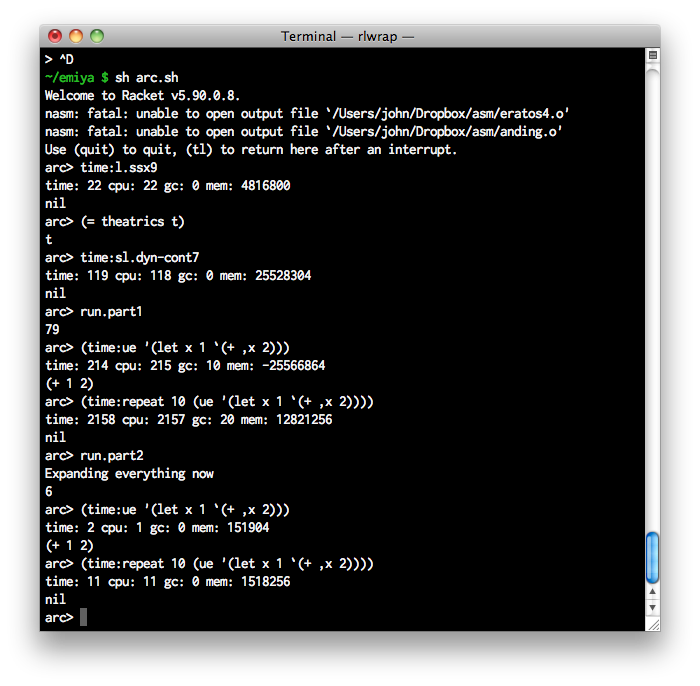 Terminal — rlwrap —
> ^D
~/emiya $ sh arc.sh
Welcome to Racket v5.90.0.8.
nasm: fatal: unable to open output file `/Users/john/Dropbox/asm/eratos4.o'
nasm: fatal: unable to open output file `/Users/john/Dropbox/asm/anding.o'
Use (quit) to quit, (tl) to return here after an interrupt.
arc> time:l.ssx9
time: 22 cpu: 22 gc: 0 mem: 4816800
nil
arc> (= theatrics t)
t
arc> time:sl.dyn-cont7
time: 119 cpu: 118 gc: 0 mem: 25528304
nil
arc> run.part1
79
arc> (time:ue '(let x 1 `(+ ,x 2)))
time: 214 cpu: 215 gc: 10 mem: -25566864
(+ 1 2)
arc> (time:repeat 10 (ue '(let x 1 `(+ ,x 2))))
time: 2158 cpu: 2157 gc: 20 mem: 12821256
nil
arc> run.part2
Expanding everything now
6
arc> (time:ue '(let x 1 `(+ ,x 2)))
time: 2 cpu: 1 gc: 0 mem: 151904
(+ 1 2)
arc> (time:repeat 10 (ue '(let x 1 `(+ ,x 2))))
time: 11 cpu: 11 gc: 0 mem: 1518256
nil
arc>